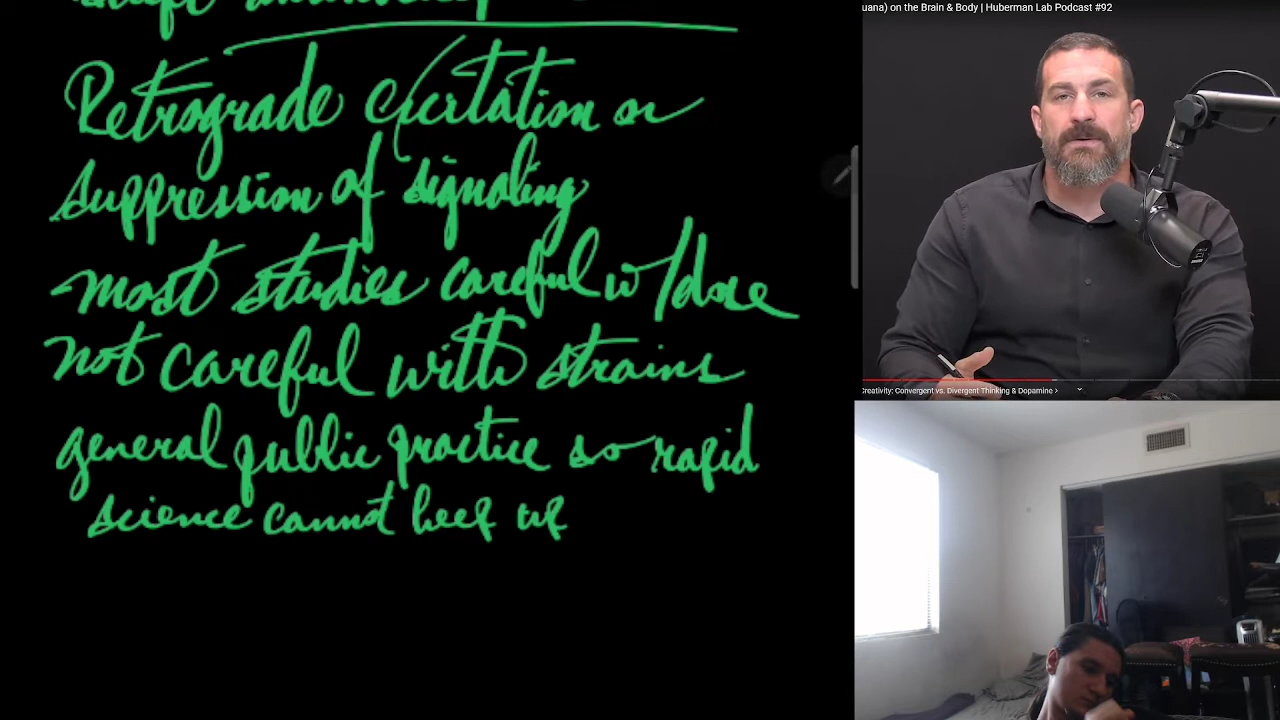 Retrograde excitation or
suppression of signaling
most studies careful w/dose
not careful with strains
general public practice so rapid
science cannot keep up
uana) on the Brain & Body | Huberman Lab Podcast #92
Creativity: Convergent vs. Divergent Thinking & Dopamine >